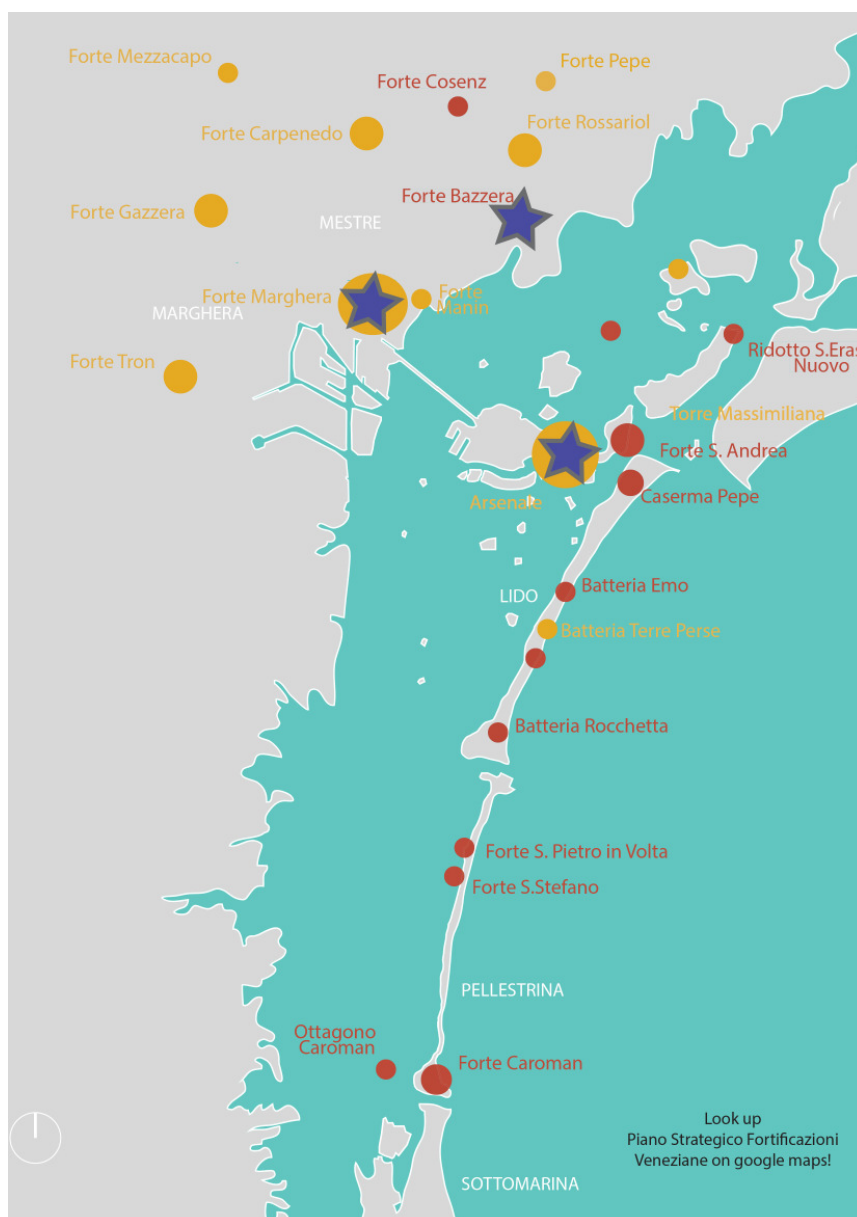 Forte Mezzacapo
Forte Pepe
Forte Cosenz
Forte Carpenedo
Forte Rossariol
Forte Bazzera
Forte Gazzera
MESTRE
Forte Marghera
Forte
Manin
MARGHERA
Forte Tron
Ridotto S.Eras
Nuovo
Torre Massimiliana
Forte S. Andrea
Arsenale
Caserma Pepe
Batteria Emo
LIDO
Batteria Terre Perse
Batteria Rocchetta
Forte S. Pietro in Volta
Forte S.Stefano
PELLESTRINA
Ottagono
Caroman
Forte Caroman
Look up
Piano Strategico Fortificazioni
Veneziane on google maps!
SOTTOMARINA